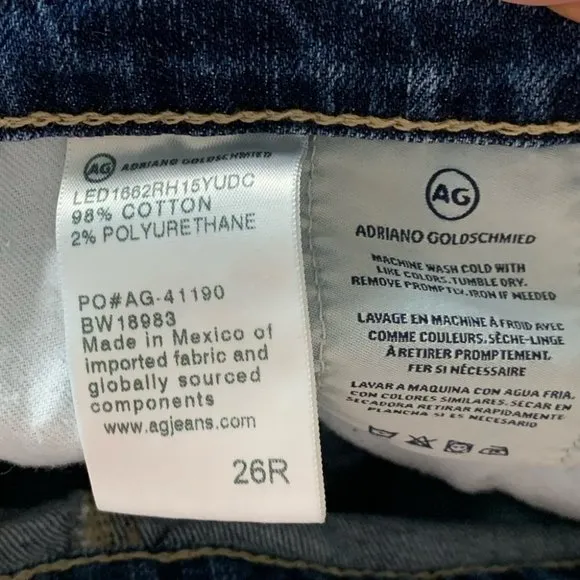 AG ADRIANO GOLDSCHMIED
LED1662RH15YUDC
98% COTTON
2% POLYURETHANE
PO#AG-41190
BW18983
Made in Mexico of
imported fabric and
globally sourced
components
www.agjeans.com
26R
AG
ADRIANO GOLDSCHMIED
MACHINE WASH COLD WITH
LIKE COLORS.TUMBLE DRY.
REMOVE PROMPTLY.IRON IF NEEDED
LAVAGE EN MACHINE À FROID AVEC
COMME COULEURS.SÈCHE-LINGE
À RETIRER PROMPTEMENT.
FER SI NÉCESSAIRE
LAVAR A MAQUINA CON AGUA FRIA.
CON COLORES SIMILARES. SECAR EN
SECADORA RETIRAR RAPIDAMENTE
PLANCHA SI ES NECESARIO